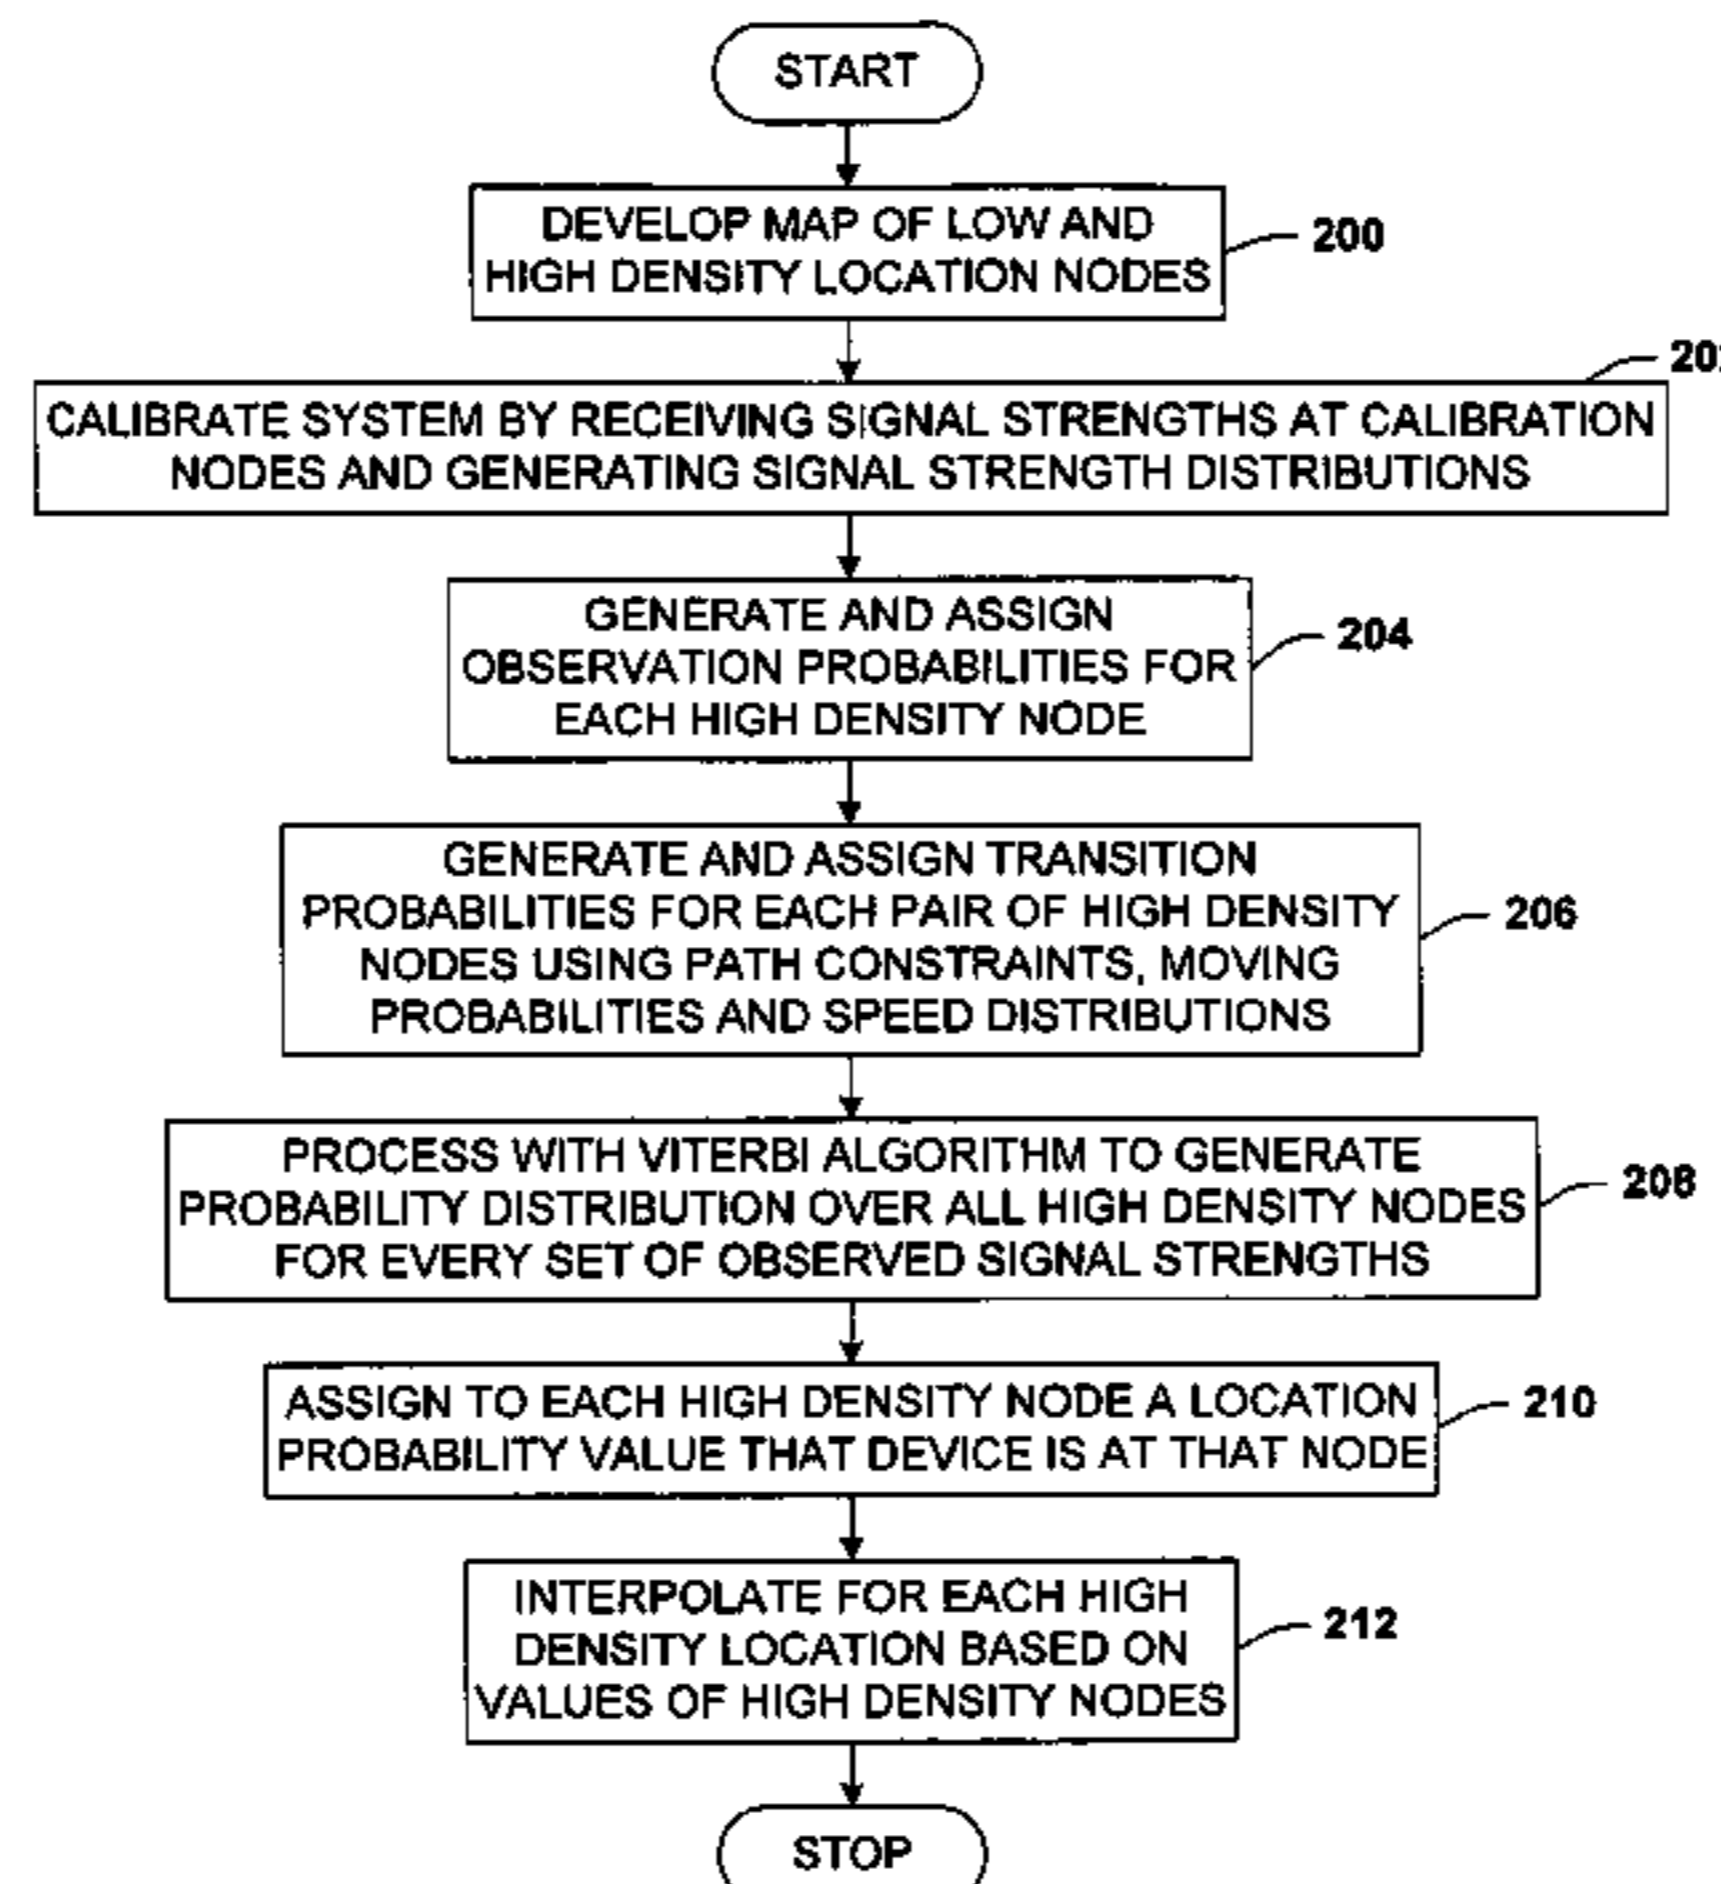 START
DEVELOP MAP OF LOW AND
HIGH DENSITY LOCATION NODES
200
CALIBRATE SYSTEM BY RECEIVING SIGNAL STRENGTHS AT CALIBRATION
NODES AND GENERATING SIGNAL STRENGTH DISTRIBUTIONS
GENERATE AND ASSIGN
OBSERVATION PROBABILITIES FOR
EACH HIGH DENSITY NODE
204
GENERATE AND ASSIGN TRANSITION
PROBABILITIES FOR EACH PAIR OF HIGH DENSITY
NODES USING PATH CONSTRAINTS, MOVING
PROBABILITIES AND SPEED DISTRIBUTIONS
206
PROCESS WITH VITERBI ALGORITHM TO GENERATE
PROBABILITY DISTRIBUTION OVER ALL HIGH DENSITY NODES
FOR EVERY SET OF OBSERVED SIGNAL STRENGTHS
208
ASSIGN TO EACH HIGH DENSITY NODE A LOCATION
PROBABILITY VALUE THAT DEVICE IS AT THAT NODE
210
INTERPOLATE FOR EACH HIGH
DENSITY LOCATION BASED ON
VALUES OF HIGH DENSITY NODES
212
STOP